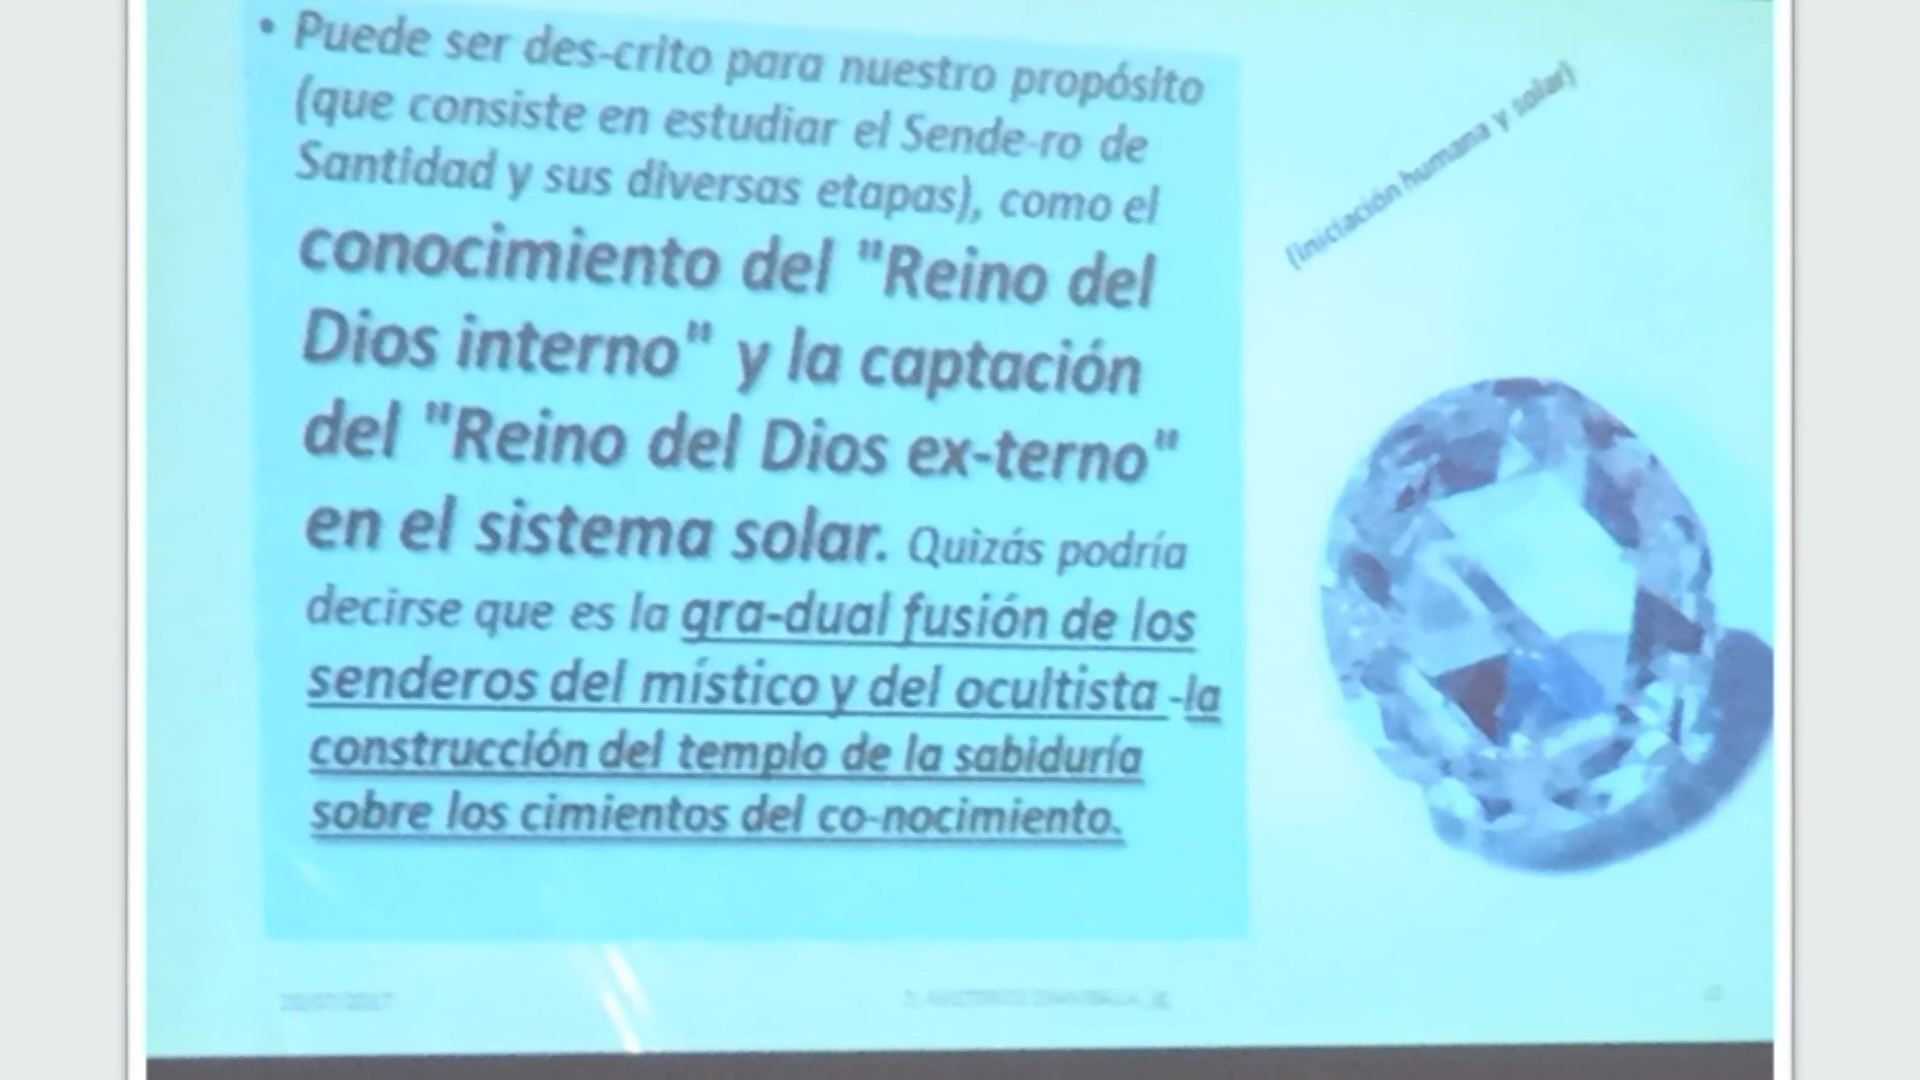 • Puede ser des-crito para nuestro propósito
(que consiste en estudiar el Sende-ro de
Santidad y sus diversas etapas), como el
conocimiento del "Reino del
Dios interno" y la captación
del "Reino del Dios ex-terno"
en el sistema solar. Quizás podría
decirse que es la gra-dual fusión de los
senderos del místico y del ocultista -la
construcción del templo de la sabiduría
sobre los cimientos del co-nocimiento.
(Iniciación humana y solar)